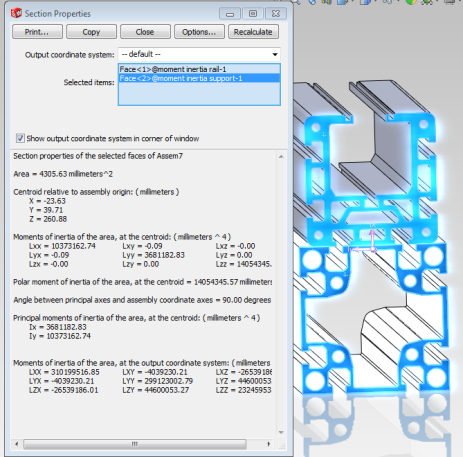 Section Properties
Print... Copy Close Options... Recalculate
Output coordinate system: -- default --
Selected items: Face<1>@moment inertia rail-1
Face<2>@moment inertia support-1
Show output coordinate system in corner of window
Section properties of the selected faces of Assem7
Area = 4305.63 millimeters^2
Centroid relative to assembly origin: ( millimeters )
X = -23.63
Y = 39.71
Z = 260.88
Moments of inertia of the area, at the centroid: ( millimeters ^ 4 )
Lxx = 10373162.74 Lxy = -0.09 Lxz = -0.00
Lyx = -0.09 Lyy = 3681182.83 Lyz = 0.00
Lzx = -0.00 Lzy = 0.00 Lzz = 14054345.
Polar moment of inertia of the area, at the centroid = 14054345.57 millimeters
Angle between principal axes and assembly coordinate axes = 90.00 degrees
Principal moments of inertia of the area, at the centroid: ( millimeters ^ 4 )
Ix = 3681182.83
Iy = 10373162.74
Moments of inertia of the area, at the output coordinate system: ( millimeters
LXX = 310199516.85 LXY = -4039230.21 LXZ = -26539186
LYX = -4039230.21 LYY = 299123002.79 LYZ = 44600053
LZX = -26539186.01 LZY = 44600053.27 LZZ = 23245953